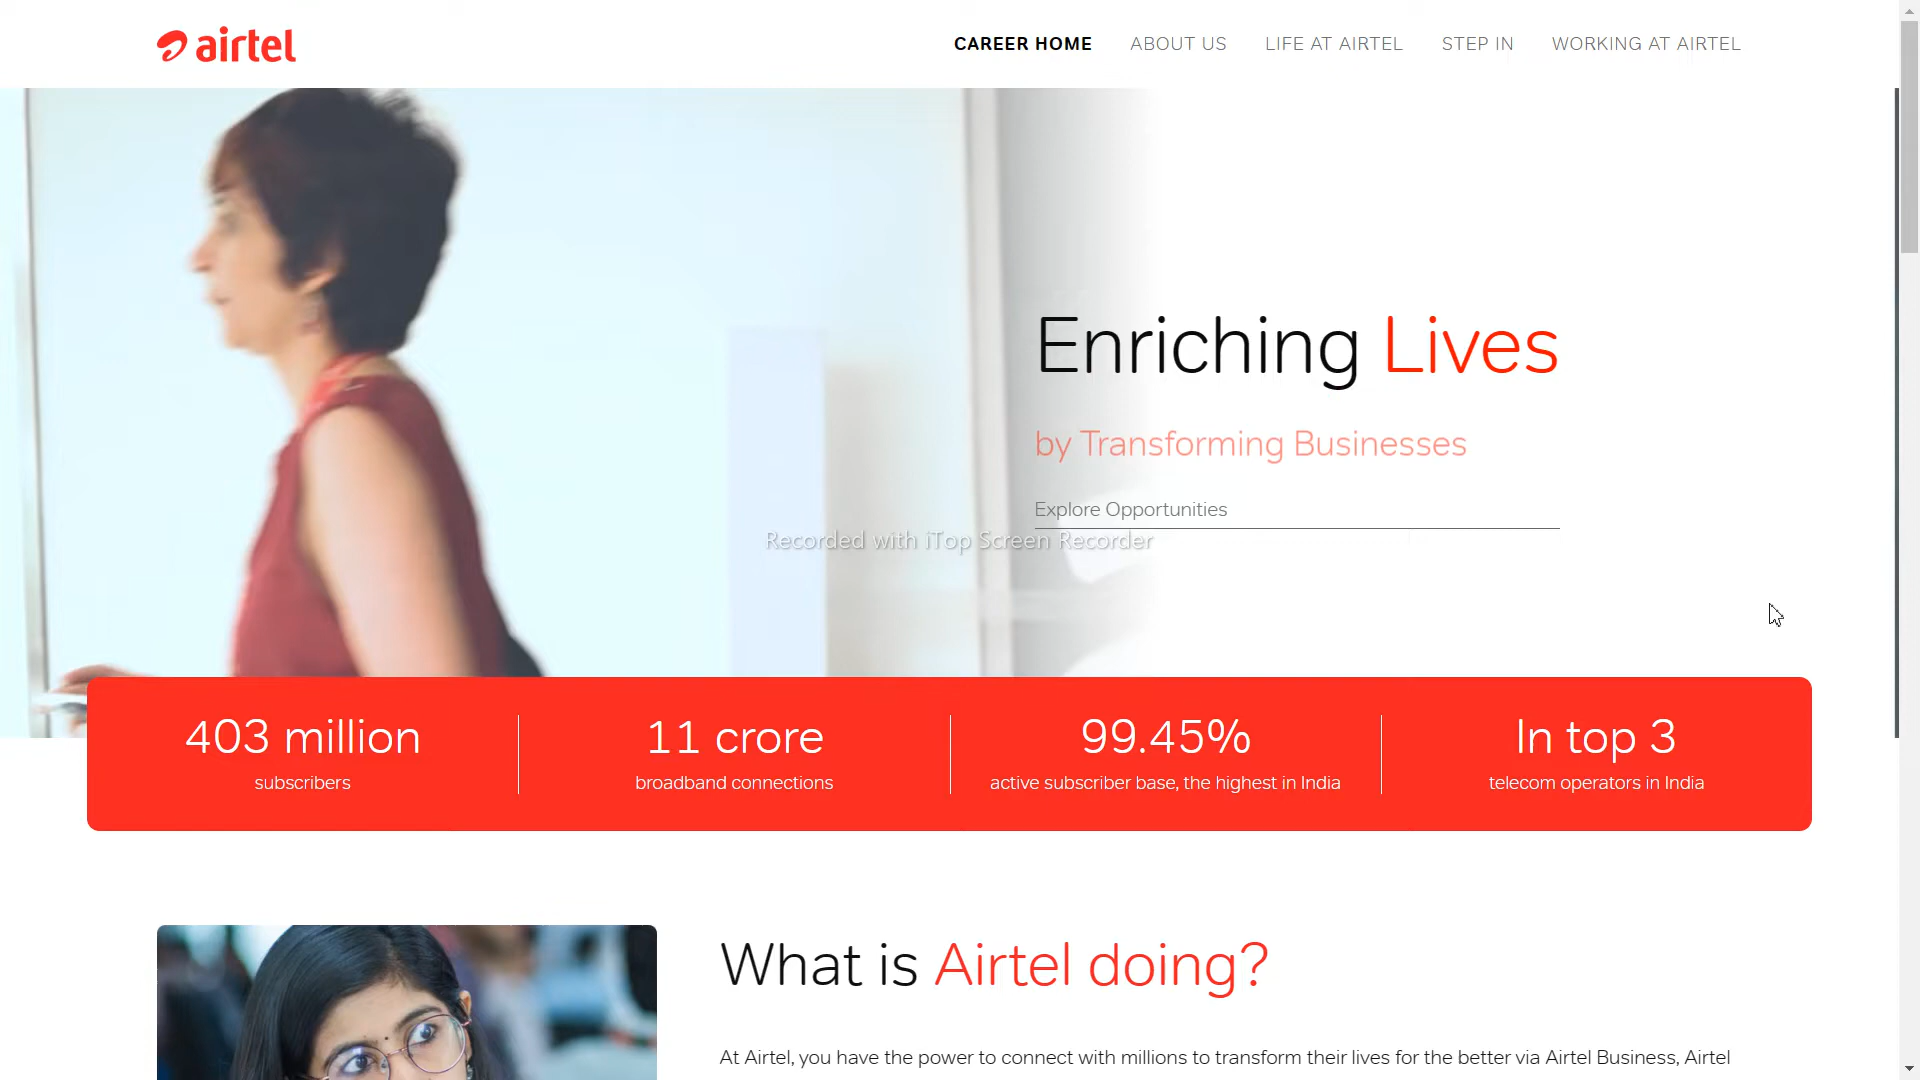 airtel
CAREER HOME ABOUT US LIFE AT AIRTEL STEP IN WORKING AT AIRTEL
Enriching Lives
by Transforming Businesses
Explore Opportunities
Recorded with iTop Screen Recorder
403 million 11 crore 99.45% In top 3
subscribers broadband connections active subscriber base, the highest in India telecom operators in India
What is Airtel doing?
At Airtel, you have the power to connect with millions to transform their lives for the better via Airtel Business, Airtel